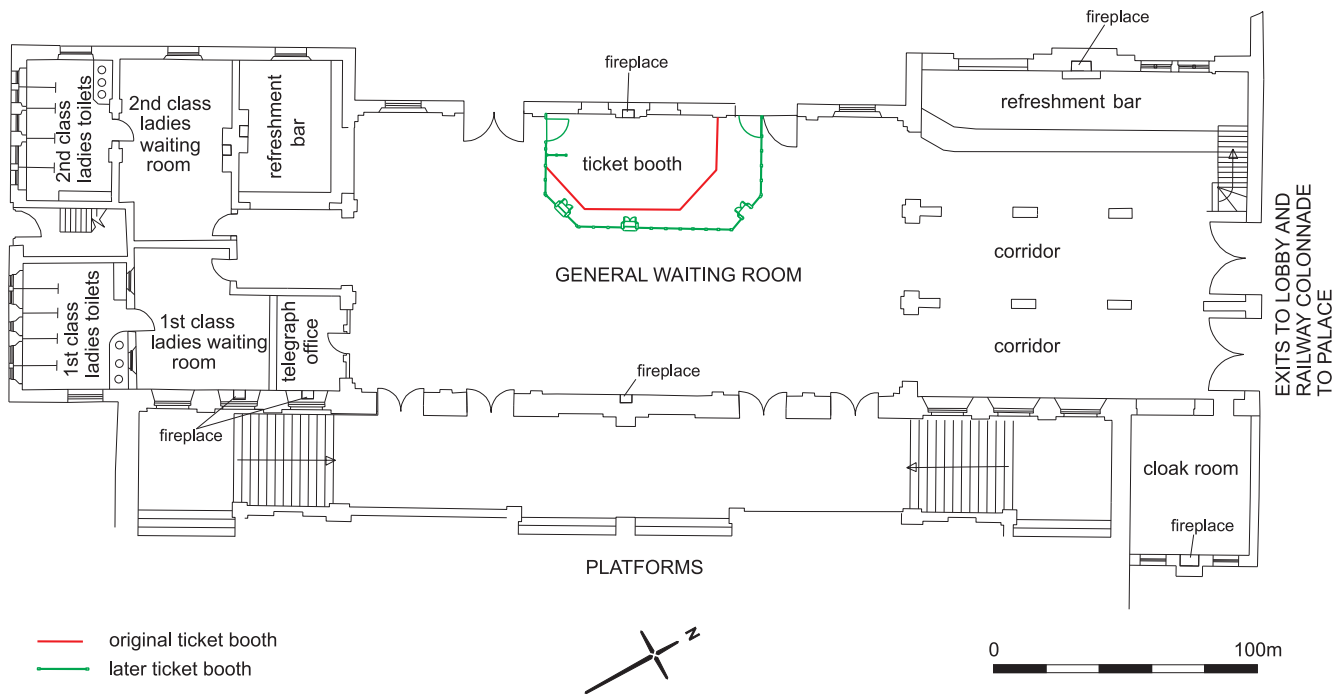 fireplace
fireplace
2nd class
ladies toilets
2nd class
ladies
waiting
room
refreshment
bar
ticket booth
refreshment bar
GENERAL WAITING ROOM
corridor
corridor
1st class
ladies toilets
1st class
ladies waiting
room
telegraph
office
fireplace
fireplace
EXITS TO LOBBY AND
RAILWAY COLONNADE
TO PALACE
cloak room
fireplace
PLATFORMS
original ticket booth
later ticket booth
N
0
100m